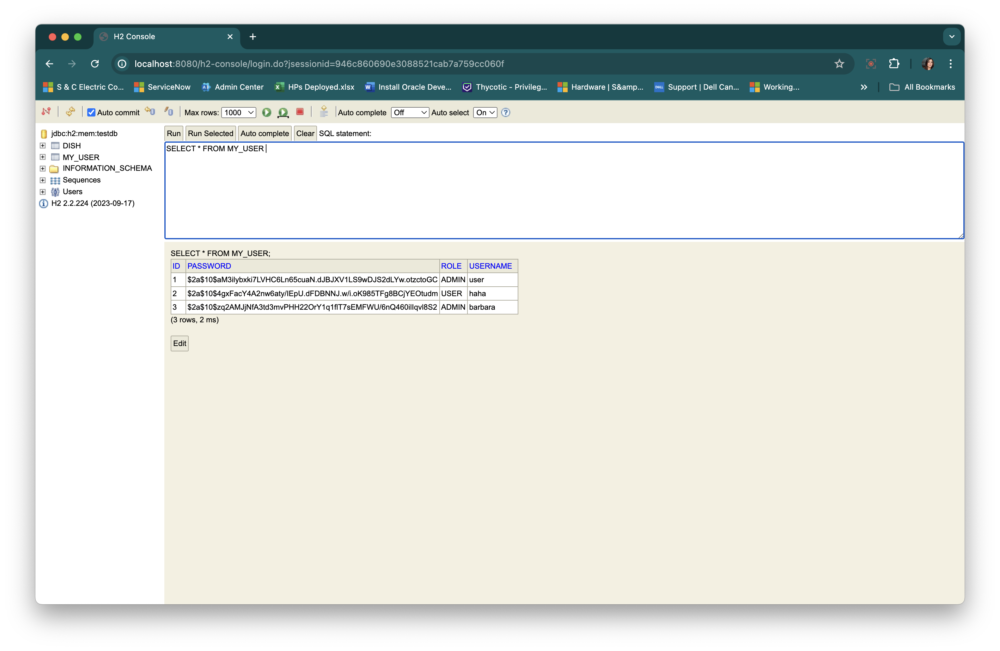 H2 Console
localhost:8080/h2-console/login.do?jsessionid=946c860690e3088521cab7a759cc060f
S & C Electric Co... ServiceNow Admin Center HPs Deployed.xlsx Install Oracle Deve... Thycotic - Privileg... Hardware | S&amp... Support | Dell Can... Working... All Bookmarks
Auto commit Max rows: 1000 Auto complete Off Auto select On
Run Run Selected Auto complete Clear SQL statement:
jdbc:h2:mem:testdb
DISH
MY_USER
INFORMATION_SCHEMA
Sequences
Users
H2 2.2.224 (2023-09-17)
SELECT * FROM MY_USER
SELECT * FROM MY_USER;
ID PASSWORD ROLE USERNAME
1 $2a$10$aM3ilybxki7LVHC6Ln65cuaN.dJBJXV1LS9wDJS2dLYw.otzctoGC ADMIN user
2 $2a$10$4gxFacY4A2nw6aty/IEpU.dFDBNNJ.w/i.oK985TFg8BCjYEOtudm USER haha
3 $2a$10$zq2AMJjNfA3td3mvPHH22OrY1q1flT7sEMFWU/6nQ460ilIqvl8S2 ADMIN barbara
(3 rows, 2 ms)
Edit